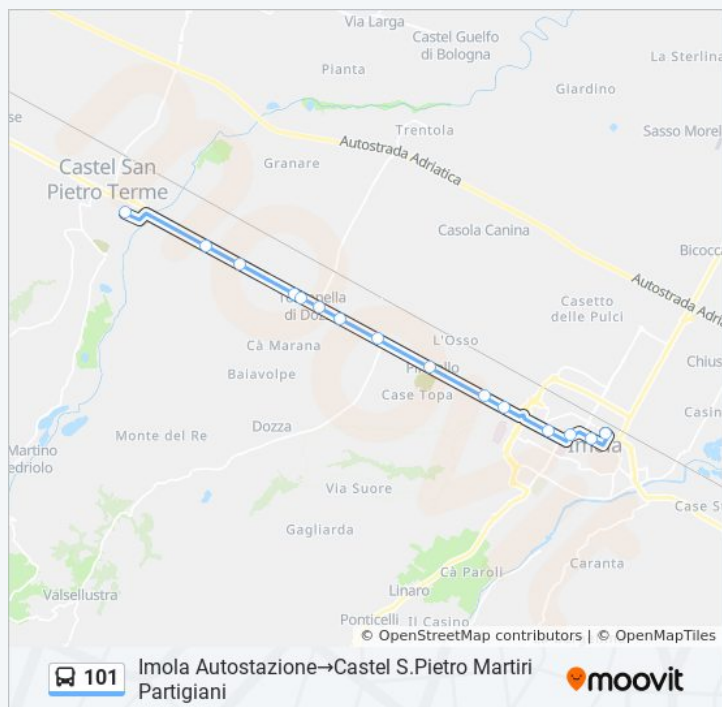 Via Larga
Castel Guelfo
di Bologna
La Sterlina
Pianta
Giardino
Trentola
Sasso Morel
Autostrada Adriatica
Castel San
Pietro Terme
Granare
Casola Canina
Bicocca
Autostrada Adria
Casetto
delle Pulci
di Dozza
L'Osso
Cà Marana
Chius
Baiavolpe
Case Topa
Casin
Dozza
Monte del Re
Imola
Martino
Via Suore
Case S
Gagliarda
Caranta
Valsellustra
Cà Paroli
Linaro
Ponticelli
Il Casino
© OpenStreetMap contributors | © OpenMapTiles
101
Imola Autostazione→Castel S.Pietro Martiri
Partigiani
moovit